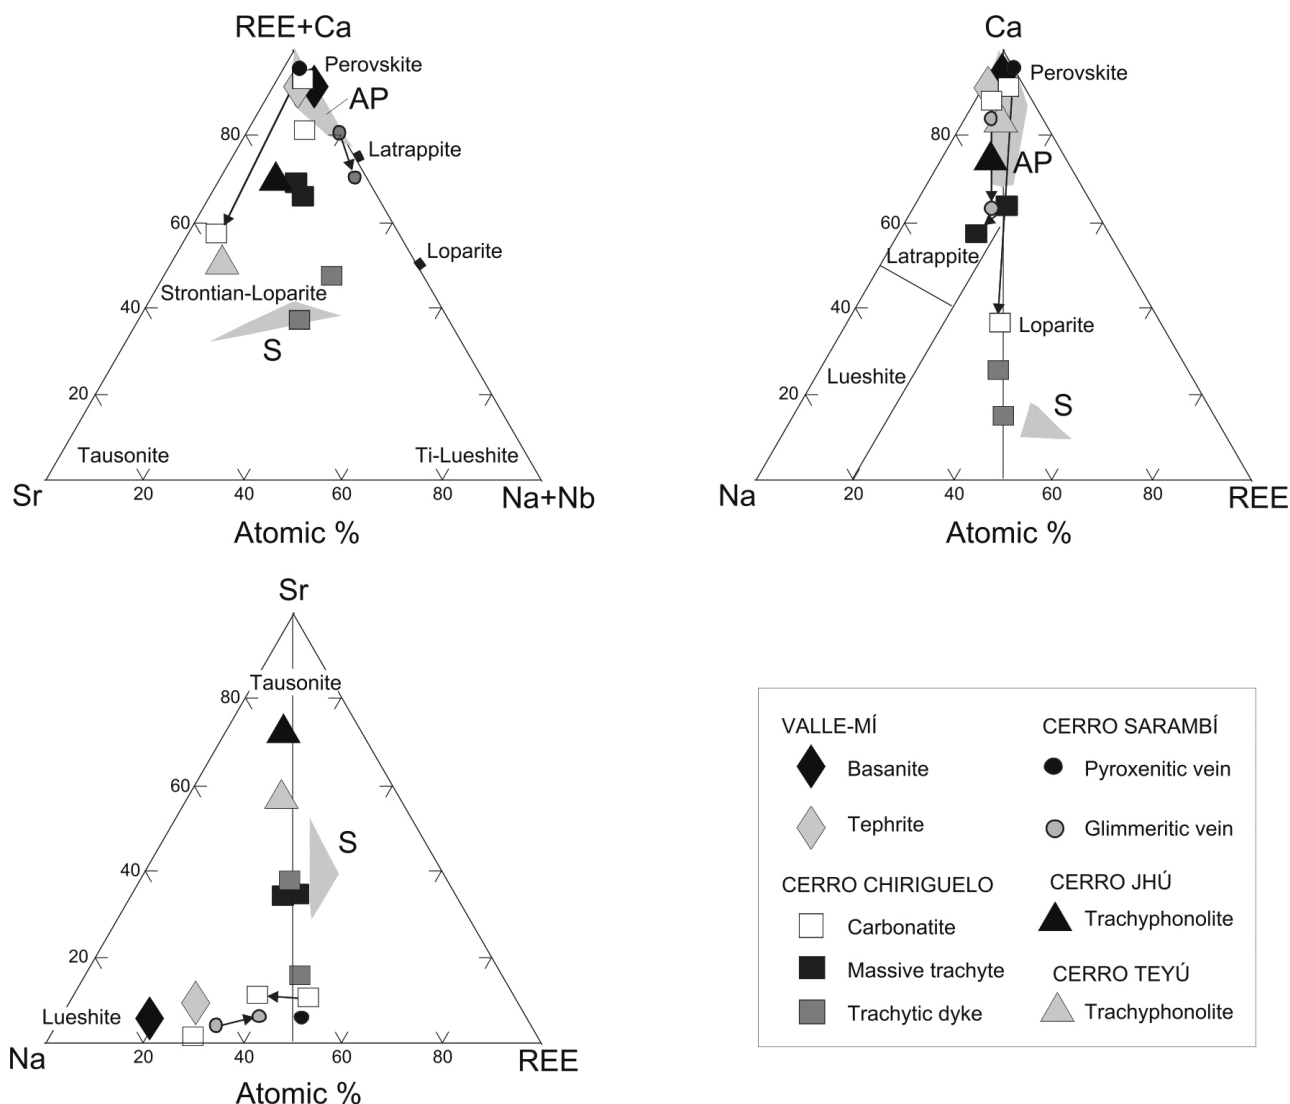 REE+Ca
Perovskite
AP
80
Latrappite
60
Loparite
Strontian-Loparite
40
S
20
Tausonite
Ti-Lueshite
Sr
20
40
60
80
Na+Nb
Atomic %
Ca
Perovskite
80
AP
60
Latrappite
40
Loparite
Lueshite
20
S
Na
20
40
60
80
REE
Atomic %
Sr
Tausonite
80
60
S
40
20
Lueshite
Na
20
40
60
80
REE
Atomic %
VALLE-MÍ
Basanite
Tephrite
CERRO CHIRIGUELO
Carbonatite
Massive trachyte
Trachytic dyke
CERRO SARAMBÍ
Pyroxenitic vein
Glimmeritic vein
CERRO JHÚ
Trachyphonolite
CERRO TEYÚ
Trachyphonolite